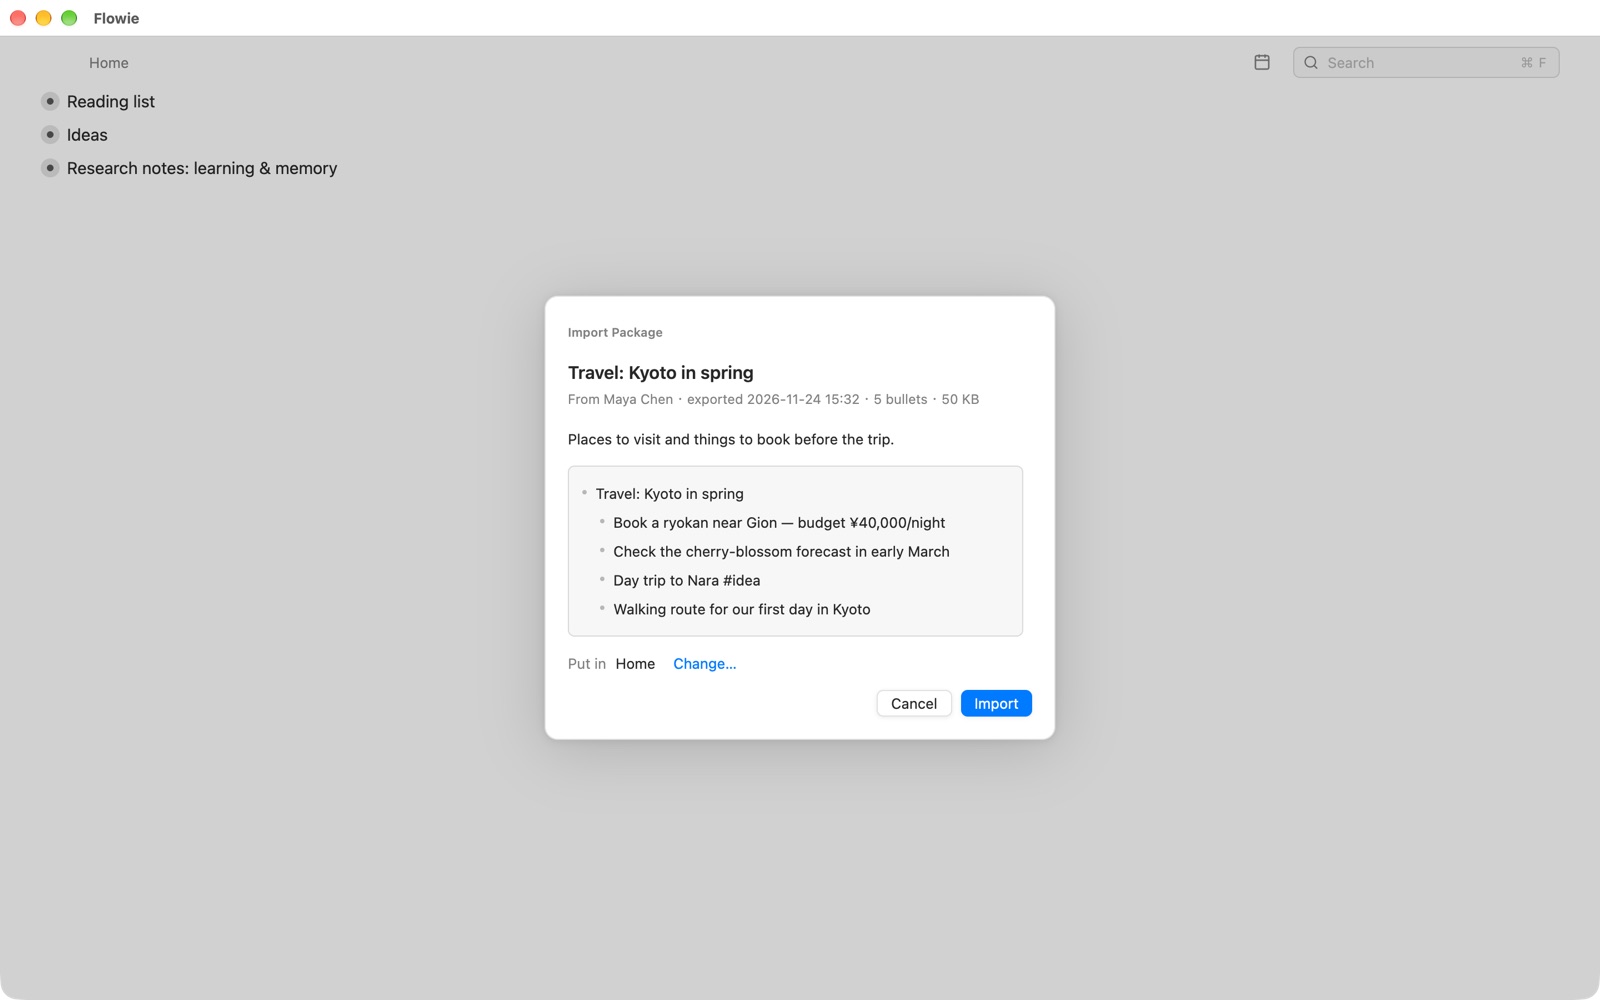 Flowie
Home
Search ⌘ F
Reading list
Ideas
Research notes: learning & memory
Import Package
Travel: Kyoto in spring
From Maya Chen · exported 2026-11-24 15:32 · 5 bullets · 50 KB
Places to visit and things to book before the trip.
Travel: Kyoto in spring
Book a ryokan near Gion — budget ¥40,000/night
Check the cherry-blossom forecast in early March
Day trip to Nara #idea
Walking route for our first day in Kyoto
Put in Home Change...
Cancel Import